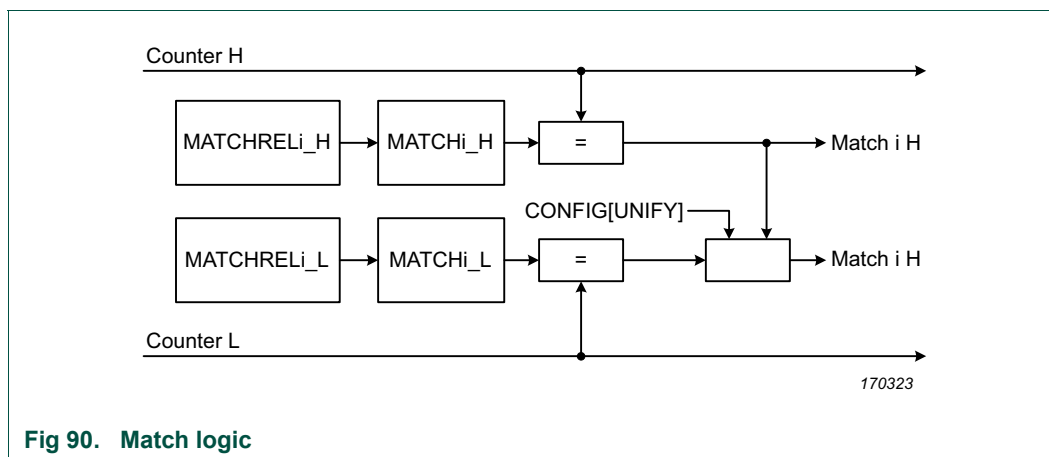 Counter H
MATCHRELi_H
MATCHi_H
=
Match i H
CONFIG[UNIFY]
MATCHRELi_L
MATCHi_L
=
Match i H
Counter L
170323
Fig 90. Match logic